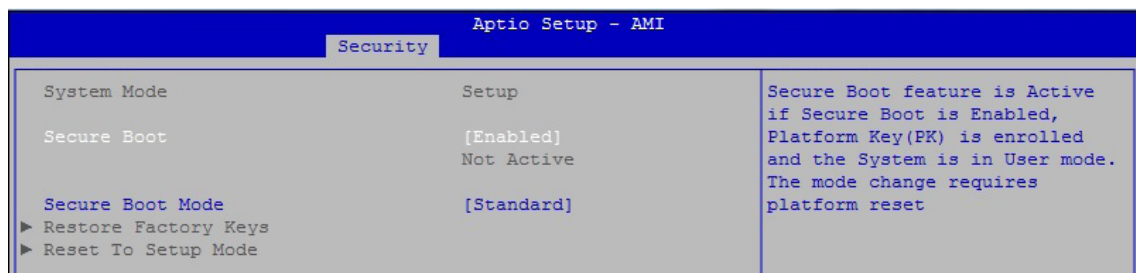 Aptio Setup - AMI
Security
System Mode Setup
Secure Boot [Enabled]
Not Active
Secure Boot Mode [Standard]
► Restore Factory Keys
► Reset To Setup Mode
Secure Boot feature is Active
if Secure Boot is Enabled,
Platform Key(PK) is enrolled
and the System is in User mode.
The mode change requires
platform reset